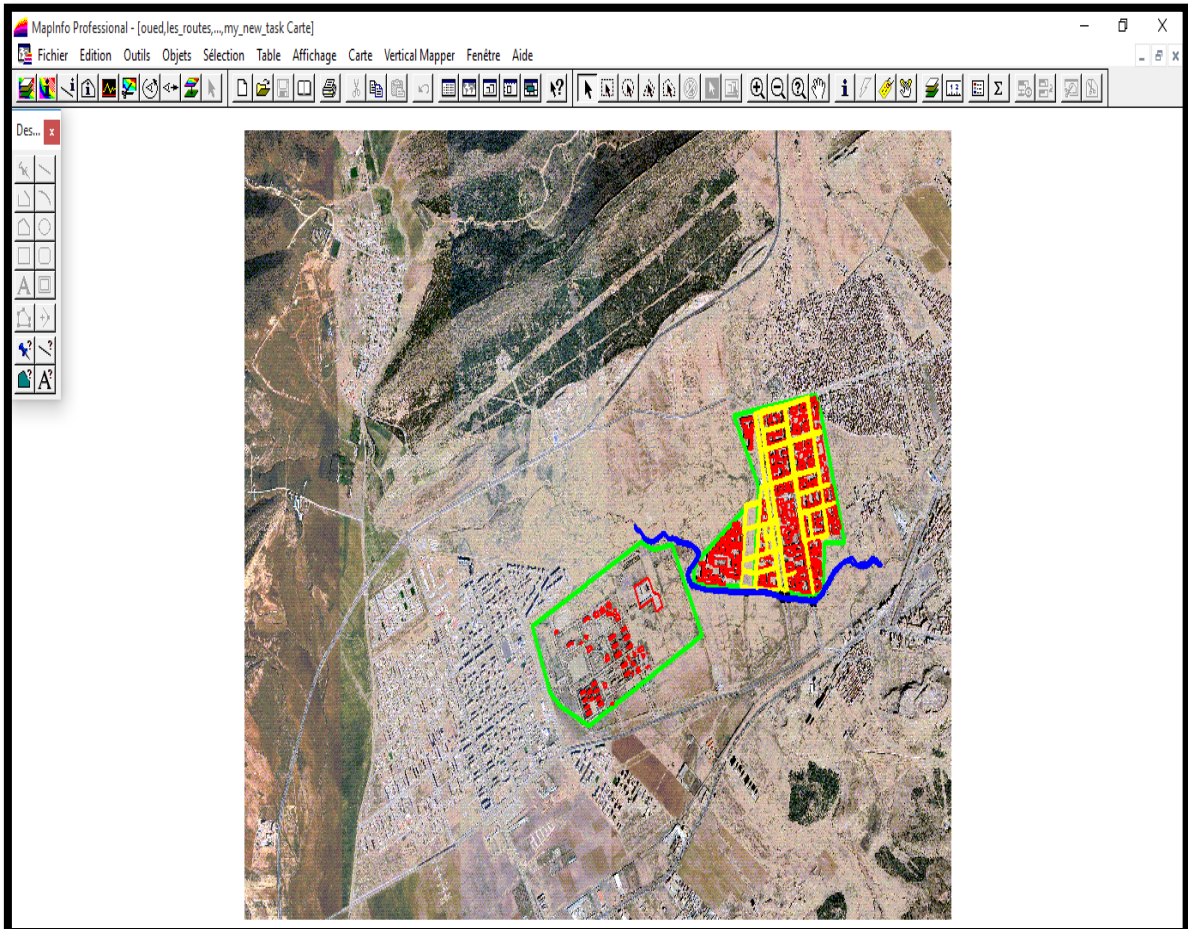 MapInfo Professional - [oued,les_routes,...,my_new_task Carte]
Fichier Edition Outils Objets Sélection Table Affichage Carte Vertical Mapper Fenêtre Aide
Des...
A
A?